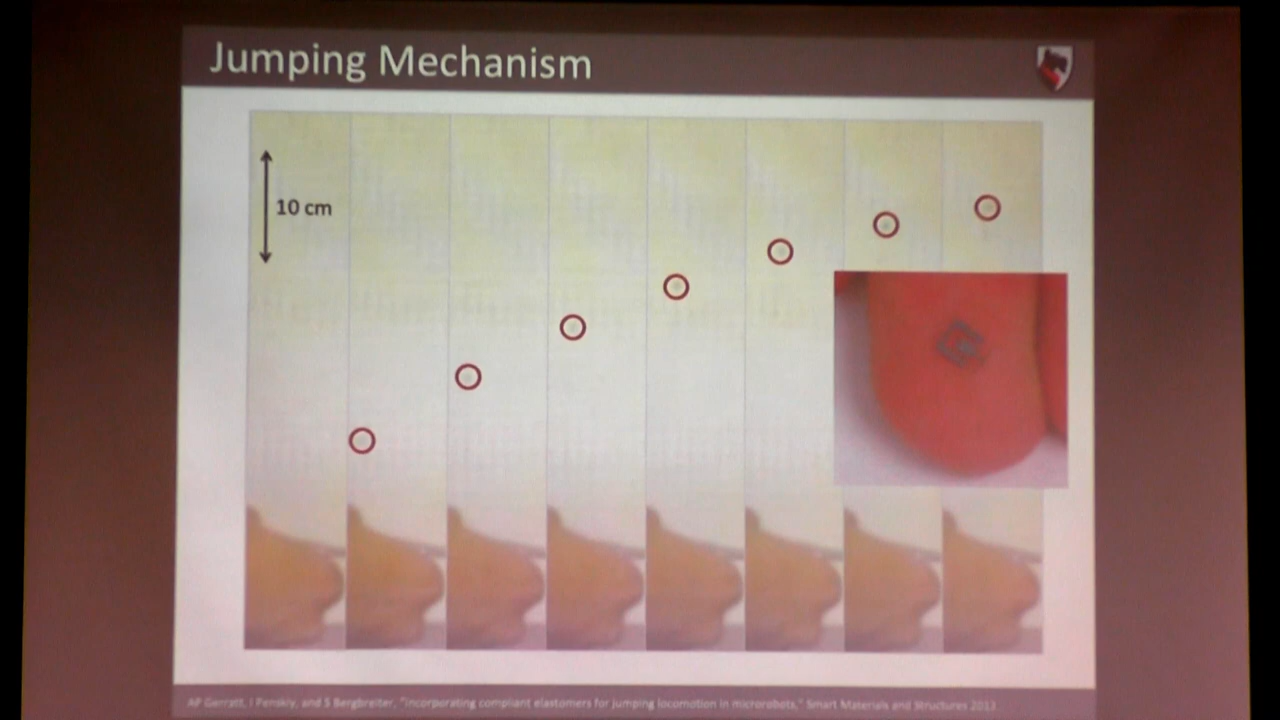 Jumping Mechanism
10 cm
AP Gerratt, I Penskiy, and S Bergbreiter, "Incorporating compliant elastomers for jumping locomotion in microrobots," Smart Materials and Structures 2013